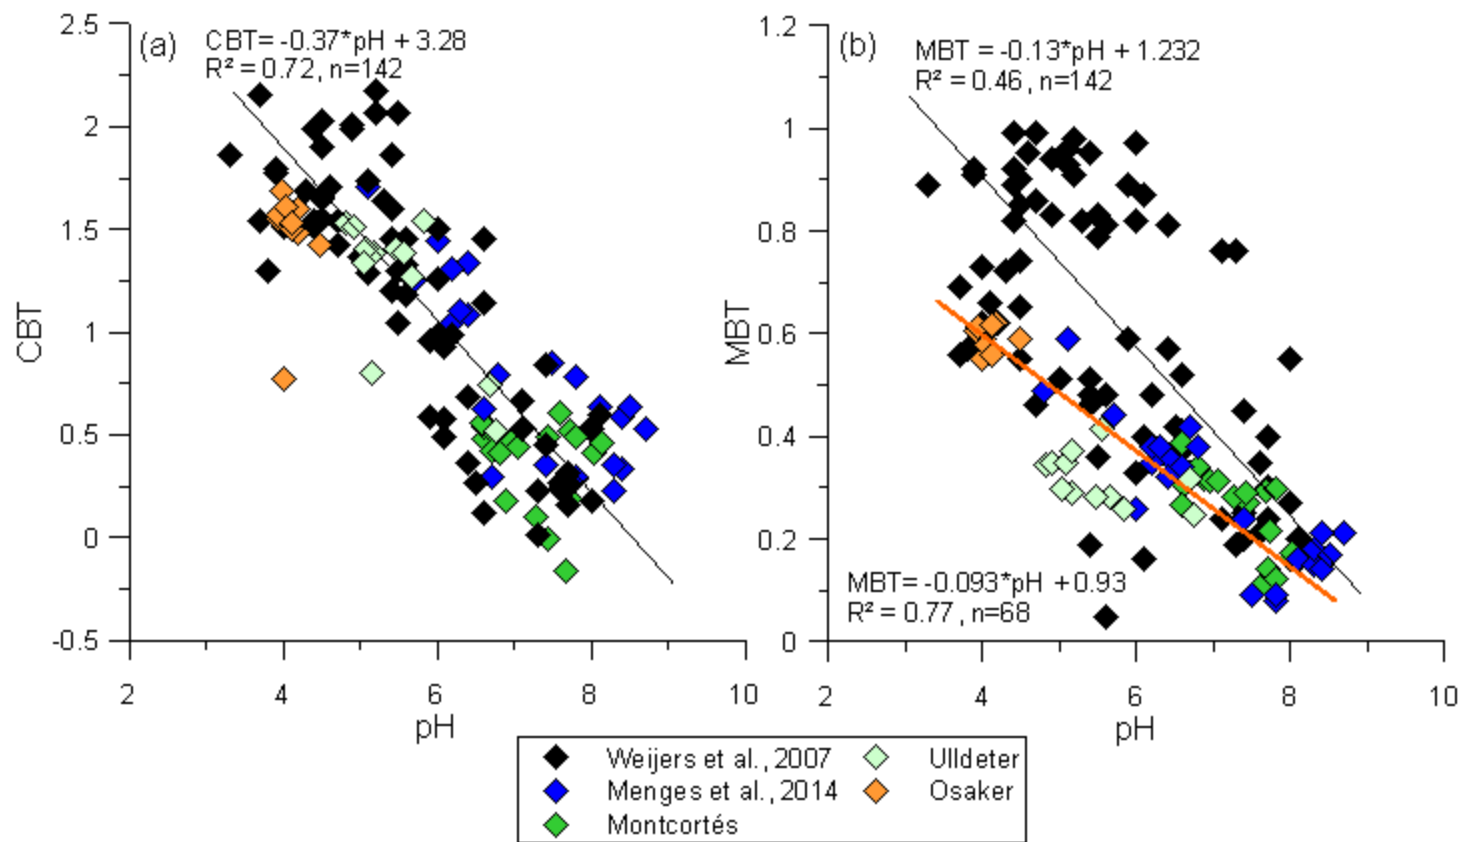 (a)
CBT= -0.37*pH + 3.28
R² = 0.72, n=142
2.5
2
1.5
1
0.5
0
-0.5
CBT
2
4
6
8
10
pH
(b)
MBT = -0.13*pH + 1.232
R² = 0.46, n=142
1.2
1
0.8
0.6
0.4
0.2
0
MBT
MBT= -0.093*pH + 0.93
R² = 0.77, n=68
2
4
6
8
10
pH
Weijers et al., 2007
Menges et al., 2014
Montcortés
Ulldeter
Osaker